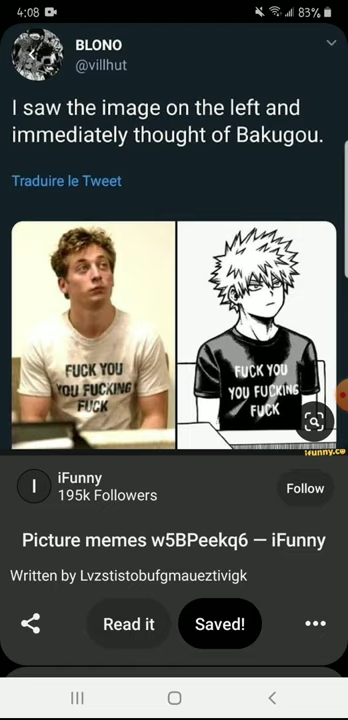 4:08 83%
BLONO
@villhut
I saw the image on the left and
immediately thought of Bakugou.
Traduire le Tweet
FUCK YOU
YOU FUCKING
FUCK
FUCK YOU
YOU FUCKING
FUCK
ifunny.co
iFunny
195k Followers
Follow
Picture memes w5BPeekq6 — iFunny
Written by Lvzstistobufgmaueztivigk
Read it
Saved!